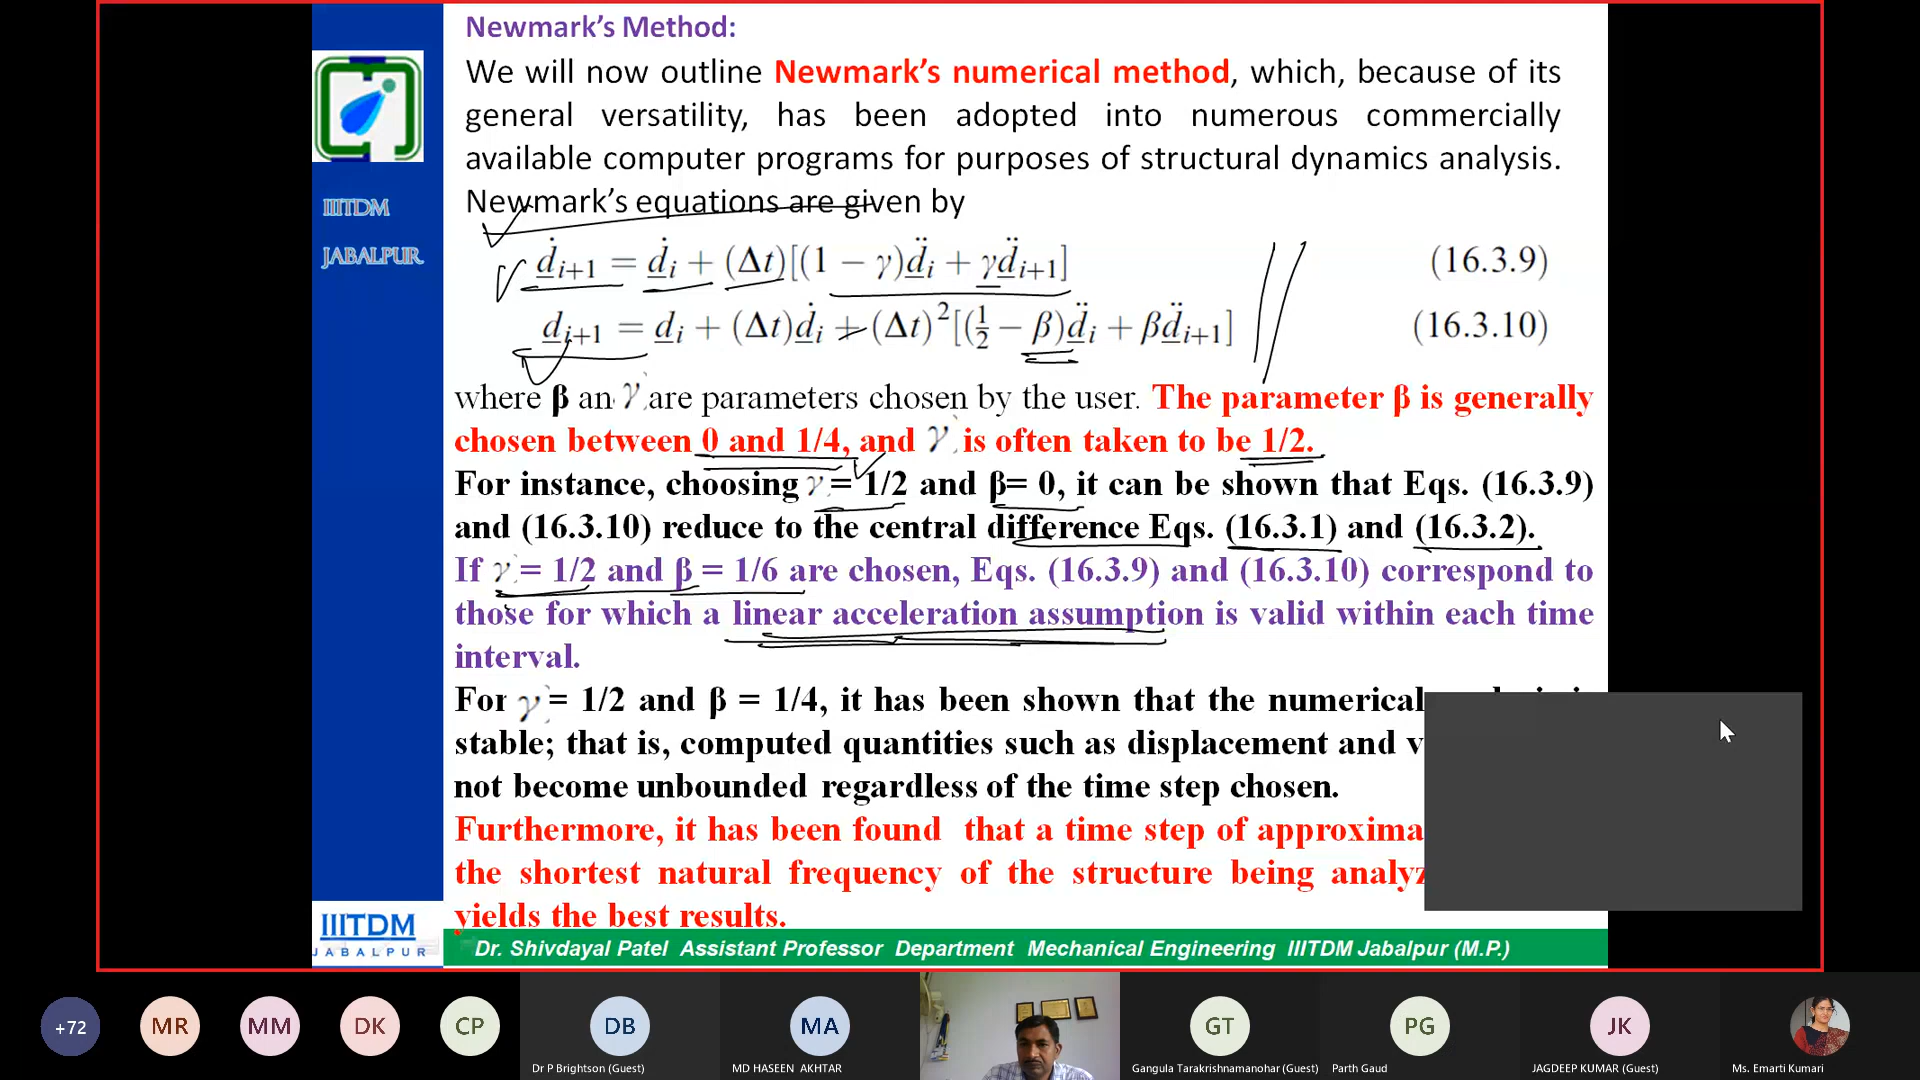 Newmark's Method:
We will now outline Newmark's numerical method, which, because of its
general versatility, has been adopted into numerous commercially
available computer programs for purposes of structural dynamics analysis.
Newmark's equations are given by
IIITDM
JABALPUR
ḋᵢ₊₁ = ḋᵢ + (Δt)[(1 − γ)d̈ᵢ + γd̈ᵢ₊₁] (16.3.9)
dᵢ₊₁ = dᵢ + (Δt)ḋᵢ + (Δt)²[(½ − β)d̈ᵢ + βd̈ᵢ₊₁] (16.3.10)
where β an γ are parameters chosen by the user. The parameter β is generally
chosen between 0 and 1/4, and γ is often taken to be 1/2.
For instance, choosing γ = 1/2 and β= 0, it can be shown that Eqs. (16.3.9)
and (16.3.10) reduce to the central difference Eqs. (16.3.1) and (16.3.2).
If γ = 1/2 and β = 1/6 are chosen, Eqs. (16.3.9) and (16.3.10) correspond to
those for which a linear acceleration assumption is valid within each time
interval.
For γ = 1/2 and β = 1/4, it has been shown that the numerical
stable; that is, computed quantities such as displacement and
not become unbounded regardless of the time step chosen.
Furthermore, it has been found that a time step of
the shortest natural frequency of the structure being
yields the best results.
IIITDM
JABALPUR
Dr. Shivdayal Patel Assistant Professor Department Mechanical Engineering IIITDM Jabalpur (M.P.)
+72
MR
MM
DK
CP
DB
MA
GT
PG
JK
Dr P Brightson (Guest)
MD HASEEN AKHTAR
Gangula Tarakrishnamanohar (Guest)
Parth Gaud
JAGDEEP KUMAR (Guest)
Ms. Emarti Kumari